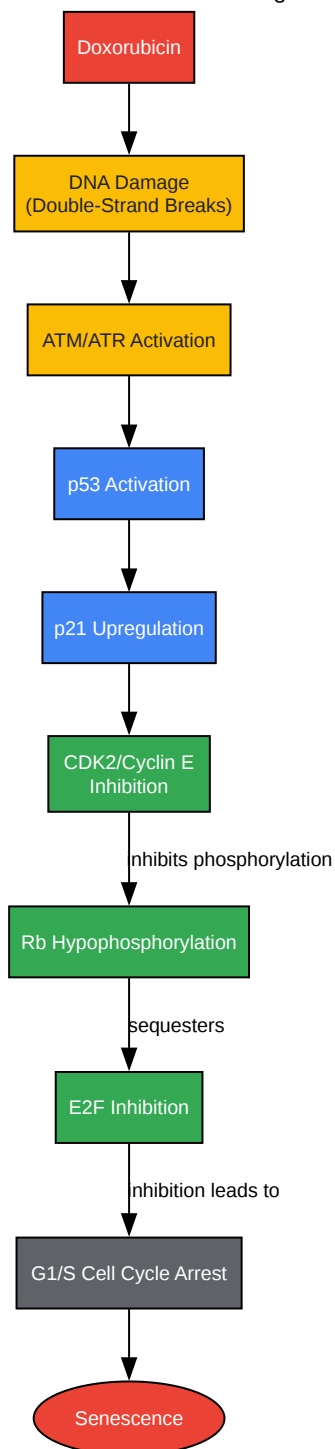 Doxorubicin
DNA Damage
(Double-Strand Breaks)
ATM/ATR Activation
p53 Activation
p21 Upregulation
CDK2/Cyclin E
Inhibition
inhibits phosphorylation
Rb Hypophosphorylation
sequesters
E2F Inhibition
inhibition leads to
G1/S Cell Cycle Arrest
Senescence